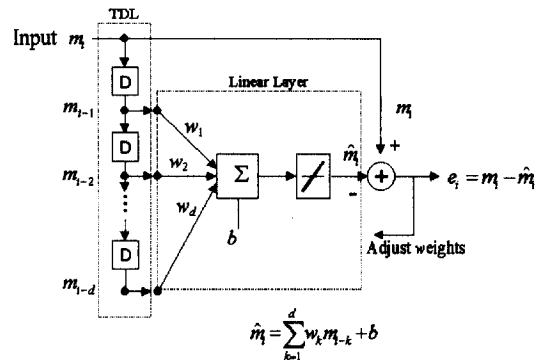 TDL
Input m_i
D
Linear Layer
m_{i-1}
w_1
m_i
D
m̂_i
+
m_{i-2}
w_2
Σ
+
e_i = m_i - m̂_i
⋮
w_d
-
D
b
Adjust weights
m_{i-d}
m̂_i = \sum_{k=1}^{d} w_k m_{i-k} + b